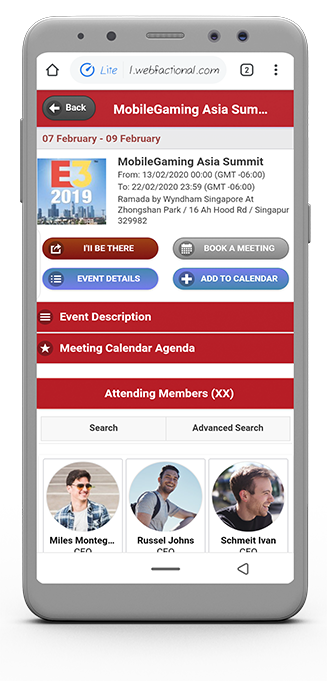 Lite
l.webfactional.com
2
Back
MobileGaming Asia Sum...
07 February - 09 February
E3
2019
MobileGaming Asia Summit
From: 13/02/2020 00:00 (GMT -06:00)
To: 22/02/2020 23:59 (GMT -06:00)
Ramada by Wyndham Singapore At
Zhongshan Park / 16 Ah Hood Rd / Singapur
329982
I'll BE THERE
BOOK A MEETING
EVENT DETAILS
ADD TO CALENDAR
Event Description
Meeting Calendar Agenda
Attending Members (XX)
Search
Advanced Search
Miles Monteg...
Russel Johns
Schmeit Ivan
CEO
CEO
CEO